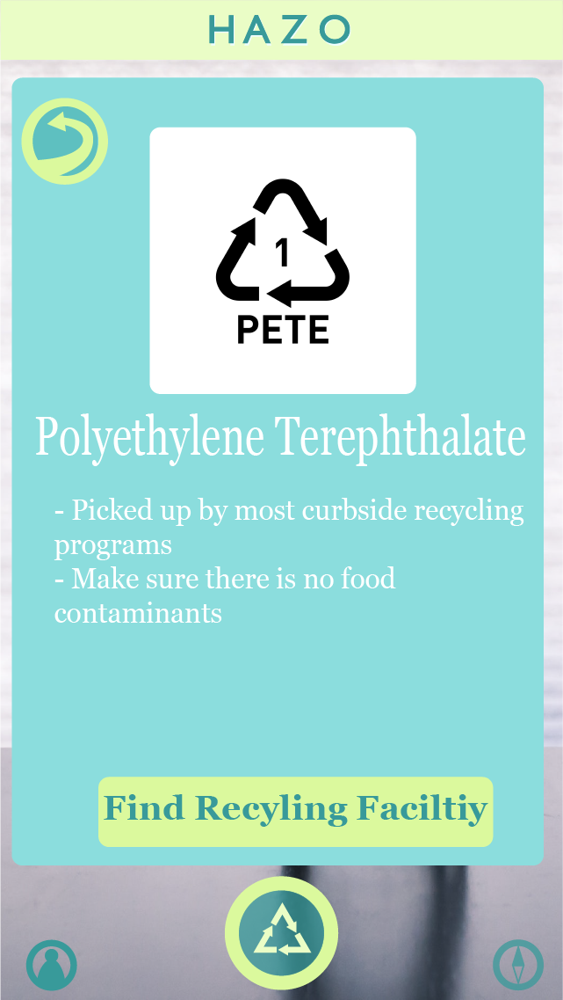 HAZO
1
PETE
Polyethylene Terephthalate
- Picked up by most curbside recycling
programs
- Make sure there is no food
contaminants
Find Recyling Faciltiy